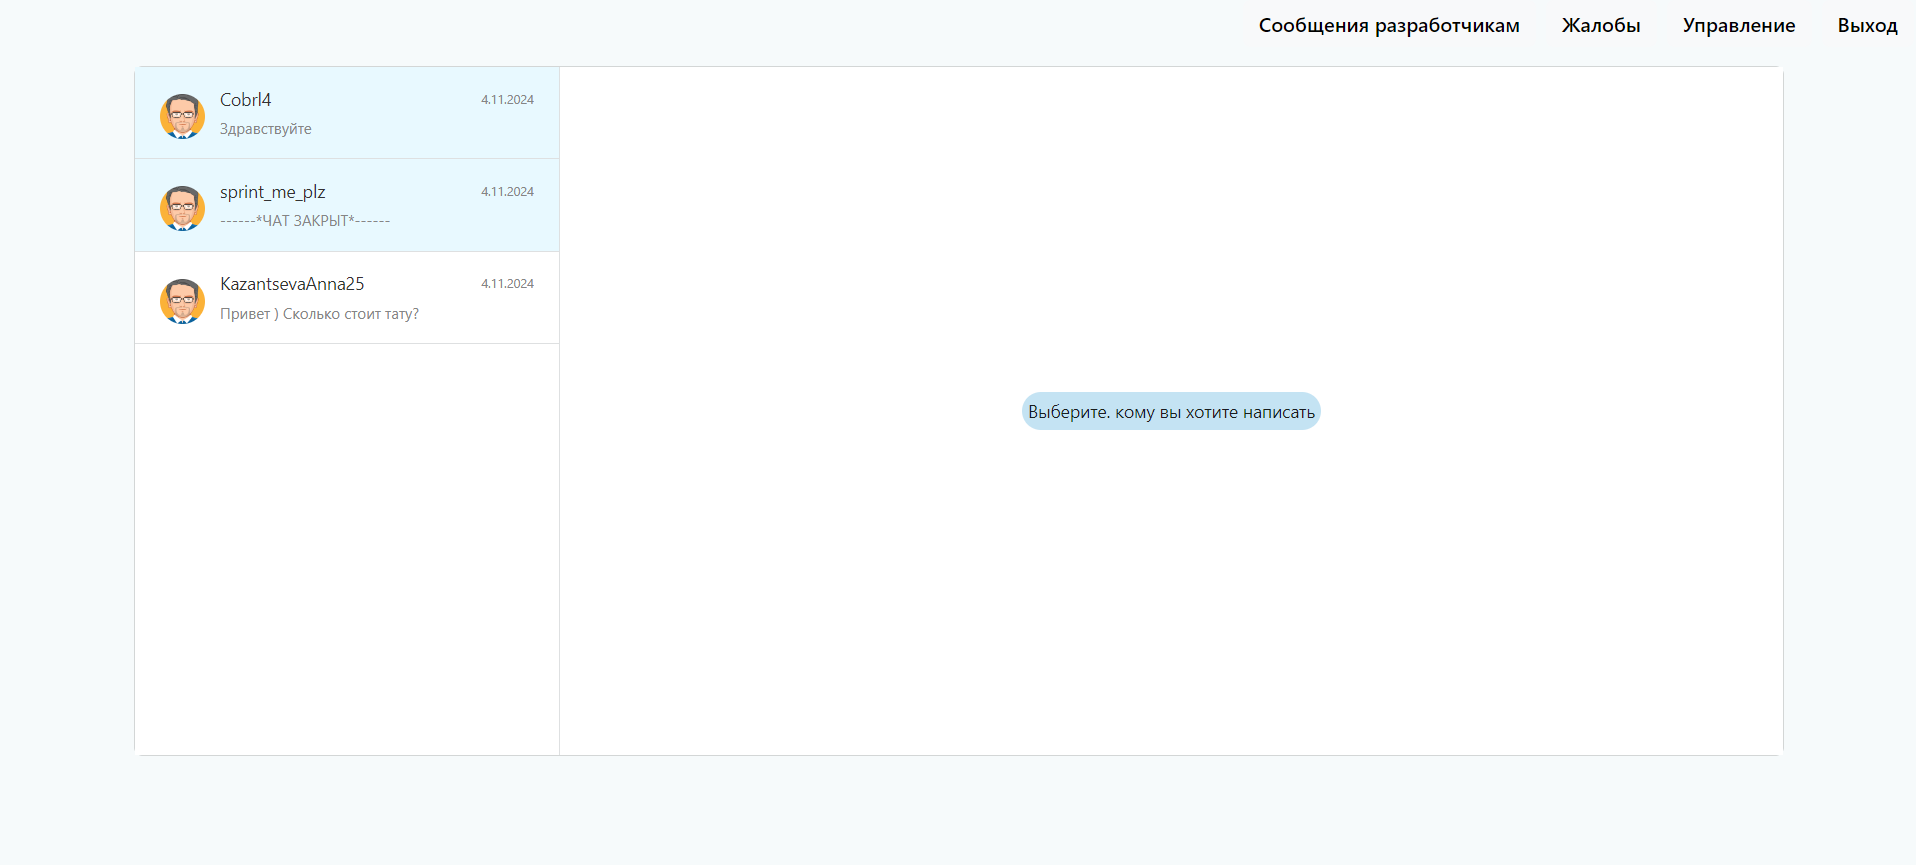 Сообщения разработчикам Жалобы Управление Выход
Cobrl4 4.11.2024
Здравствуйте
sprint_me_plz 4.11.2024
------*ЧАТ ЗАКРЫТ*------
KazantsevaAnna25 4.11.2024
Привет ) Сколько стоит тату?
Выберите. кому вы хотите написать